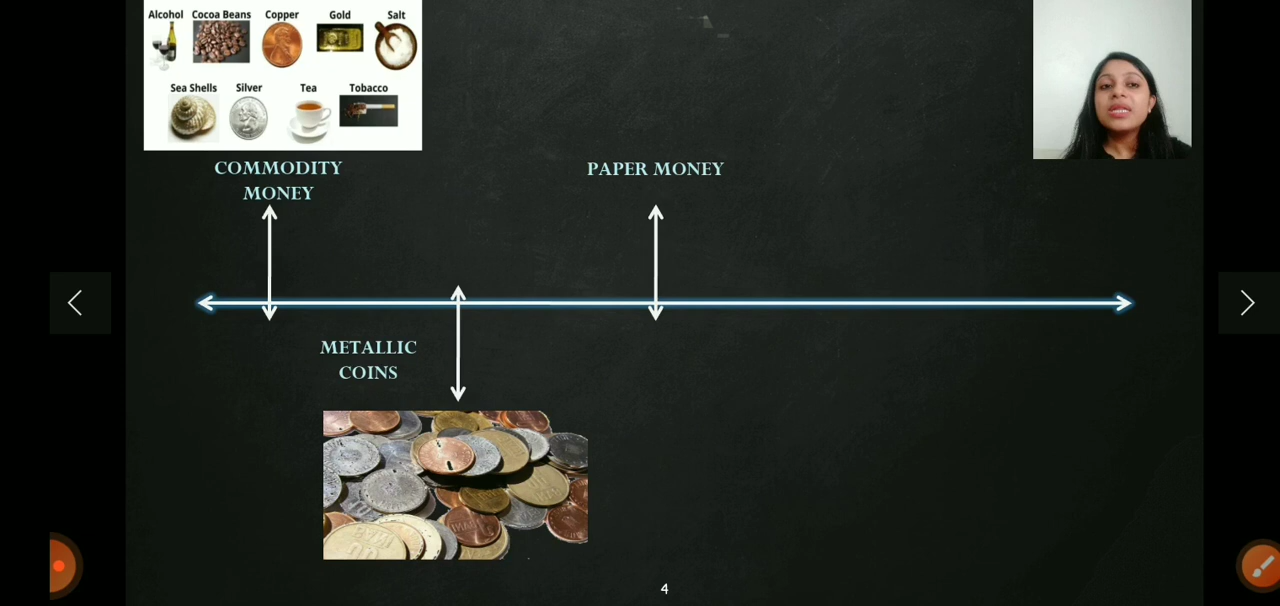 Alcohol Cocoa Beans Copper Gold Salt
Sea Shells Silver Tea Tobacco
COMMODITY
MONEY
PAPER MONEY
METALLIC
COINS
4